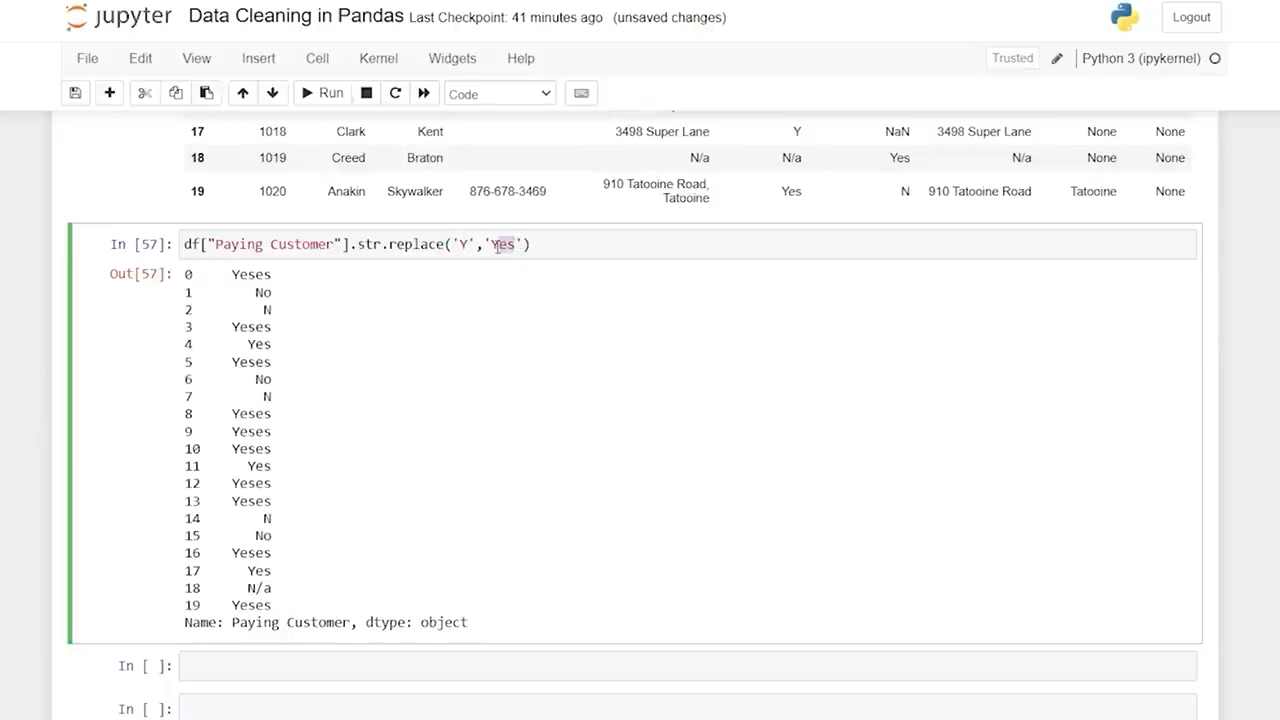 jupyter Data Cleaning in Pandas Last Checkpoint: 41 minutes ago (unsaved changes) Logout
File Edit View Insert Cell Kernel Widgets Help Trusted Python 3 (ipykernel)
Run Code
17 1018 Clark Kent 3498 Super Lane Y NaN 3498 Super Lane None None
18 1019 Creed Braton N/a N/a Yes N/a None None
19 1020 Anakin Skywalker 876-678-3469 910 Tatooine Road, Tatooine Yes N 910 Tatooine Road Tatooine None
In [57]: df["Paying Customer"].str.replace('Y','Yes')
Out[57]: 0 Yeses
1 No
2 N
3 Yeses
4 Yes
5 Yeses
6 No
7 N
8 Yeses
9 Yeses
10 Yeses
11 Yes
12 Yeses
13 Yeses
14 N
15 No
16 Yeses
17 Yes
18 N/a
19 Yeses
Name: Paying Customer, dtype: object
In [ ]:
In [ ]: